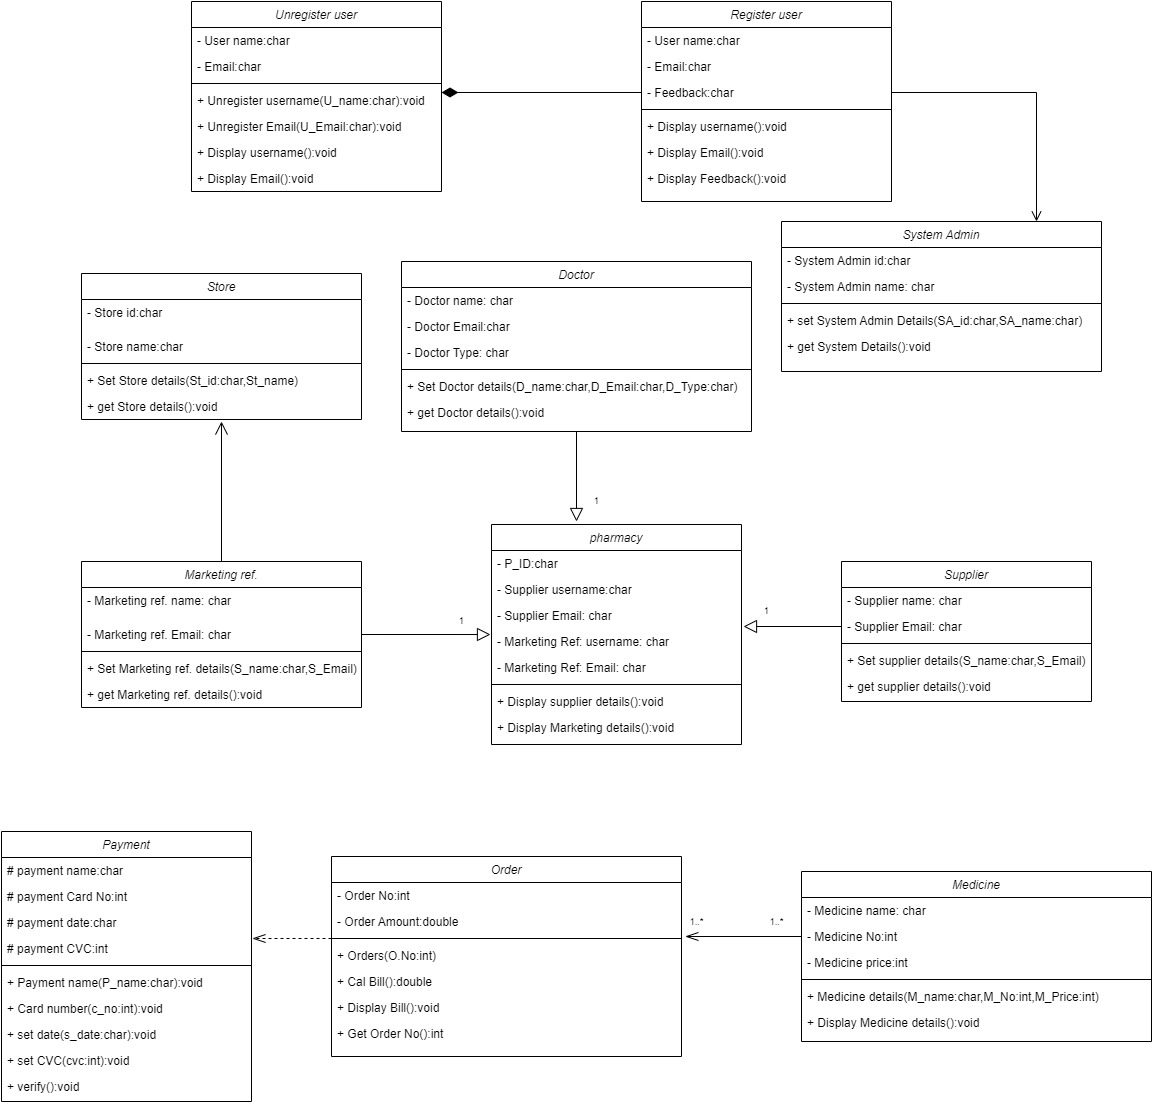 Unregister user
- User name:char
- Email:char
+ Unregister username(U_name:char):void
+ Unregister Email(U_Email:char):void
+ Display username():void
+ Display Email():void
Register user
- User name:char
- Email:char
- Feedback:char
+ Display username():void
+ Display Email():void
+ Display Feedback():void
System Admin
- System Admin id:char
- System Admin name: char
+ set System Admin Details(SA_id:char,SA_name:char)
+ get System Details():void
Store
- Store id:char
- Store name:char
+ Set Store details(St_id:char,St_name)
+ get Store details():void
Doctor
- Doctor name: char
- Doctor Email:char
- Doctor Type: char
+ Set Doctor details(D_name:char,D_Email:char,D_Type:char)
+ get Doctor details():void
1
Marketing ref.
- Marketing ref. name: char
- Marketing ref. Email: char
+ Set Marketing ref. details(S_name:char,S_Email)
+ get Marketing ref. details():void
1
pharmacy
- P_ID:char
- Supplier username:char
- Supplier Email: char
- Marketing Ref: username: char
- Marketing Ref: Email: char
+ Display supplier details():void
+ Display Marketing details():void
1
Supplier
- Supplier name: char
- Supplier Email: char
+ Set supplier details(S_name:char,S_Email)
+ get supplier details():void
Payment
# payment name:char
# payment Card No:int
# payment date:char
# payment CVC:int
+ Payment name(P_name:char):void
+ Card number(c_no:int):void
+ set date(s_date:char):void
+ set CVC(cvc:int):void
+ verify():void
Order
- Order No:int
- Order Amount:double
+ Orders(O.No:int)
+ Cal Bill():double
+ Display Bill():void
+ Get Order No():int
1..*
1..*
Medicine
- Medicine name: char
- Medicine No:int
- Medicine price:int
+ Medicine details(M_name:char,M_No:int,M_Price:int)
+ Display Medicine details():void